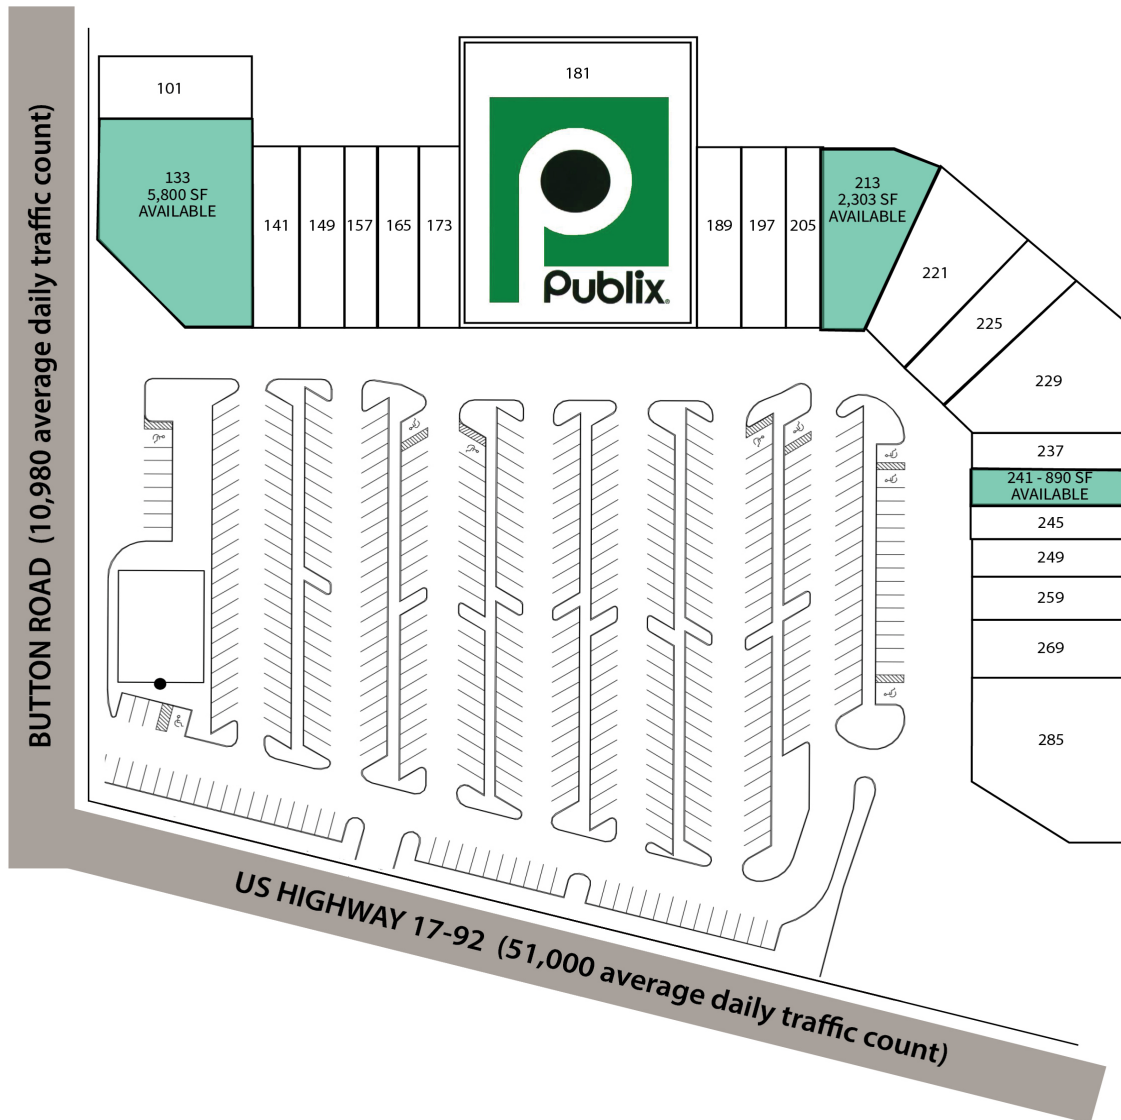 101
181
133
5,800 SF
AVAILABLE
213
2,303 SF
AVAILABLE
141
149
157
165
173
189
197
205
221
Publix.
225
229
237
241 - 890 SF
AVAILABLE
245
249
259
269
285
BUTTON ROAD (10,980 average daily traffic count)
US HIGHWAY 17-92 (51,000 average daily traffic count)